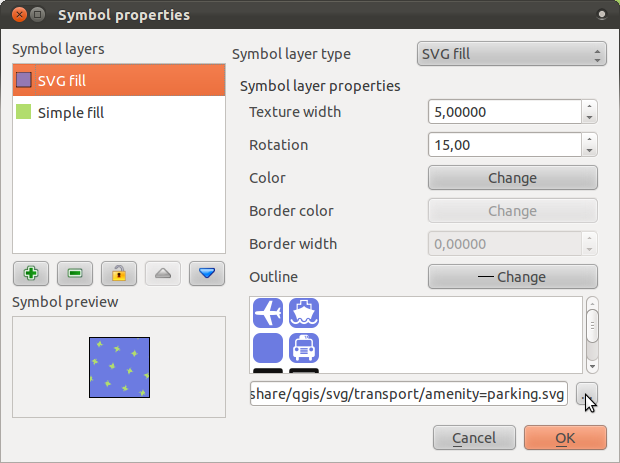 Symbol properties
Symbol layers
Symbol layer type
SVG fill
SVG fill
Simple fill
Symbol layer properties
Texture width
5,00000
Rotation
15,00
Color
Change
Border color
Change
Border width
0,00000
Outline
Change
Symbol preview
share/qgis/svg/transport/amenity=parking.svg
...
Cancel
OK